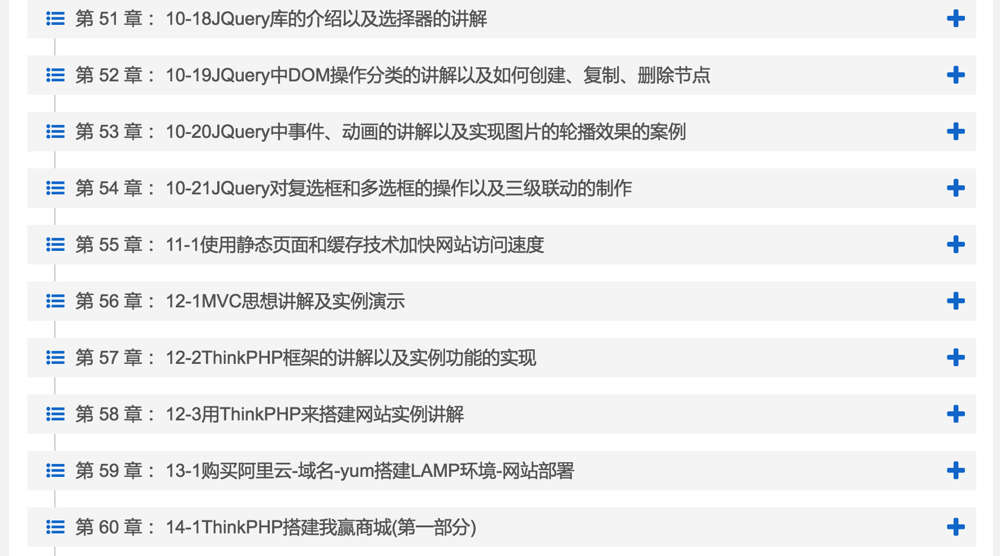 第 51 章： 10-18JQuery库的介绍以及选择器的讲解
第 52 章： 10-19JQuery中DOM操作分类的讲解以及如何创建、复制、删除节点
第 53 章： 10-20JQuery中事件、动画的讲解以及实现图片的轮播效果的案例
第 54 章： 10-21JQuery对复选框和多选框的操作以及三级联动的制作
第 55 章： 11-1使用静态页面和缓存技术加快网站访问速度
第 56 章： 12-1MVC思想讲解及实例演示
第 57 章： 12-2ThinkPHP框架的讲解以及实例功能的实现
第 58 章： 12-3用ThinkPHP来搭建网站实例讲解
第 59 章： 13-1购买阿里云-域名-yum搭建LAMP环境-网站部署
第 60 章： 14-1ThinkPHP搭建我赢商城(第一部分)